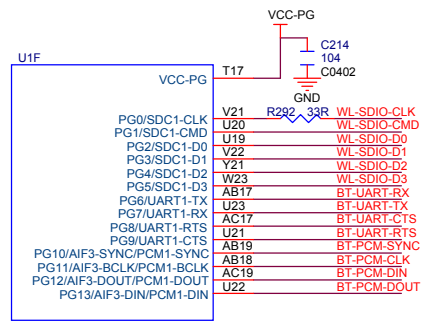 VCC-PG
U1F
C214
104
C0402
T17
VCC-PG
GND
PG0/SDC1-CLK V21 R292 33R WL-SDIO-CLK
PG1/SDC1-CMD U20 WL-SDIO-CMD
PG2/SDC1-D0 U19 WL-SDIO-D0
PG3/SDC1-D1 V22 WL-SDIO-D1
PG4/SDC1-D2 Y21 WL-SDIO-D2
PG5/SDC1-D3 W23 WL-SDIO-D3
PG6/UART1-TX AB17 BT-UART-RX
PG7/UART1-RX U23 BT-UART-TX
PG8/UART1-RTS AC17 BT-UART-CTS
PG9/UART1-CTS U21 BT-UART-RTS
PG10/AIF3-SYNC/PCM1-SYNC AB19 BT-PCM-SYNC
PG11/AIF3-BCLK/PCM1-BCLK AB18 BT-PCM-CLK
PG12/AIF3-DOUT/PCM1-DOUT AC19 BT-PCM-DIN
PG13/AIF3-DIN/PCM1-DIN U22 BT-PCM-DOUT